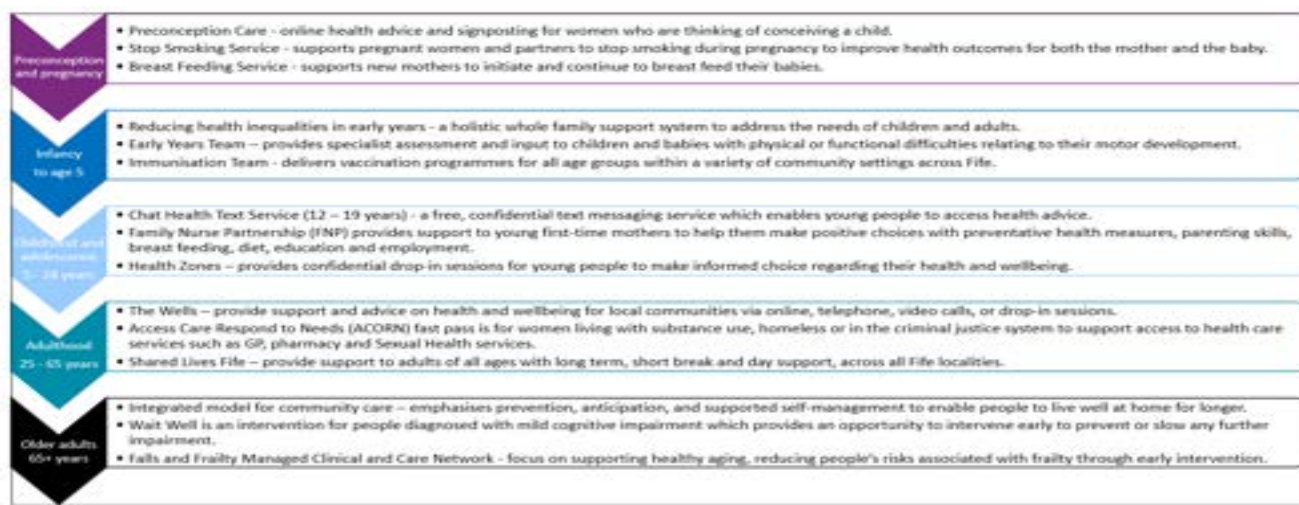 Preconception
and pregnancy
• Preconception Care - online health advice and signposting for women who are thinking of conceiving a child.
• Stop Smoking Service - supports pregnant women and partners to stop smoking during pregnancy to improve health outcomes for both the mother and the baby.
• Breast Feeding Service - supports new mothers to initiate and continue to breast feed their babies.
Infancy
to age 5
• Reducing health inequalities in early years - a holistic whole family support system to address the needs of children and adults.
• Early Years Team – provides specialist assessment and input to children and babies with physical or functional difficulties relating to their motor development.
• Immunisation Team - delivers vaccination programmes for all age groups within a variety of community settings across Fife.
Childhood and
adolescence
5 - 24 years
• Chat Health Text Service (12 – 19 years) - a free, confidential text messaging service which enables young people to access health advice.
• Family Nurse Partnership (FNP) provides support to young first-time mothers to help them make positive choices with preventative health measures, parenting skills,
breast feeding, diet, education and employment.
• Health Zones – provides confidential drop-in sessions for young people to make informed choice regarding their health and wellbeing.
Adulthood
25 - 65 years
• The Wells – provide support and advice on health and wellbeing for local communities via online, telephone, video calls, or drop-in sessions.
• Access Care Respond to Needs (ACORN) fast pass is for women living with substance use, homeless or in the criminal justice system to support access to health care
services such as GP, pharmacy and Sexual Health services.
• Shared Lives Fife – provide support to adults of all ages with long term, short break and day support, across all Fife localities.
Older adults
65+ years
• Integrated model for community care – emphasises prevention, anticipation, and supported self-management to enable people to live well at home for longer.
• Wait Well is an intervention for people diagnosed with mild cognitive impairment which provides an opportunity to intervene early to prevent or slow any further
impairment.
• Falls and Frailty Managed Clinical and Care Network - focus on supporting healthy aging, reducing people's risks associated with frailty through early intervention.